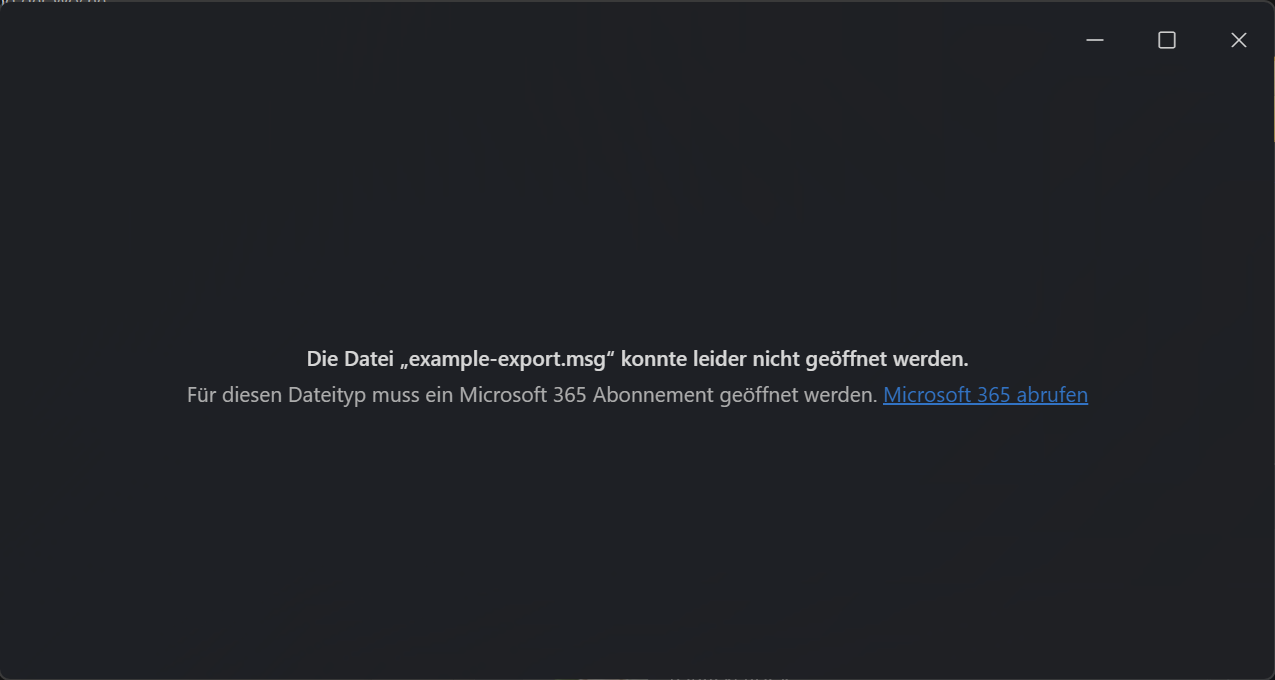 Die Datei „example-export.msg“ konnte leider nicht geöffnet werden.
Für diesen Dateityp muss ein Microsoft 365 Abonnement geöffnet werden. Microsoft 365 abrufen